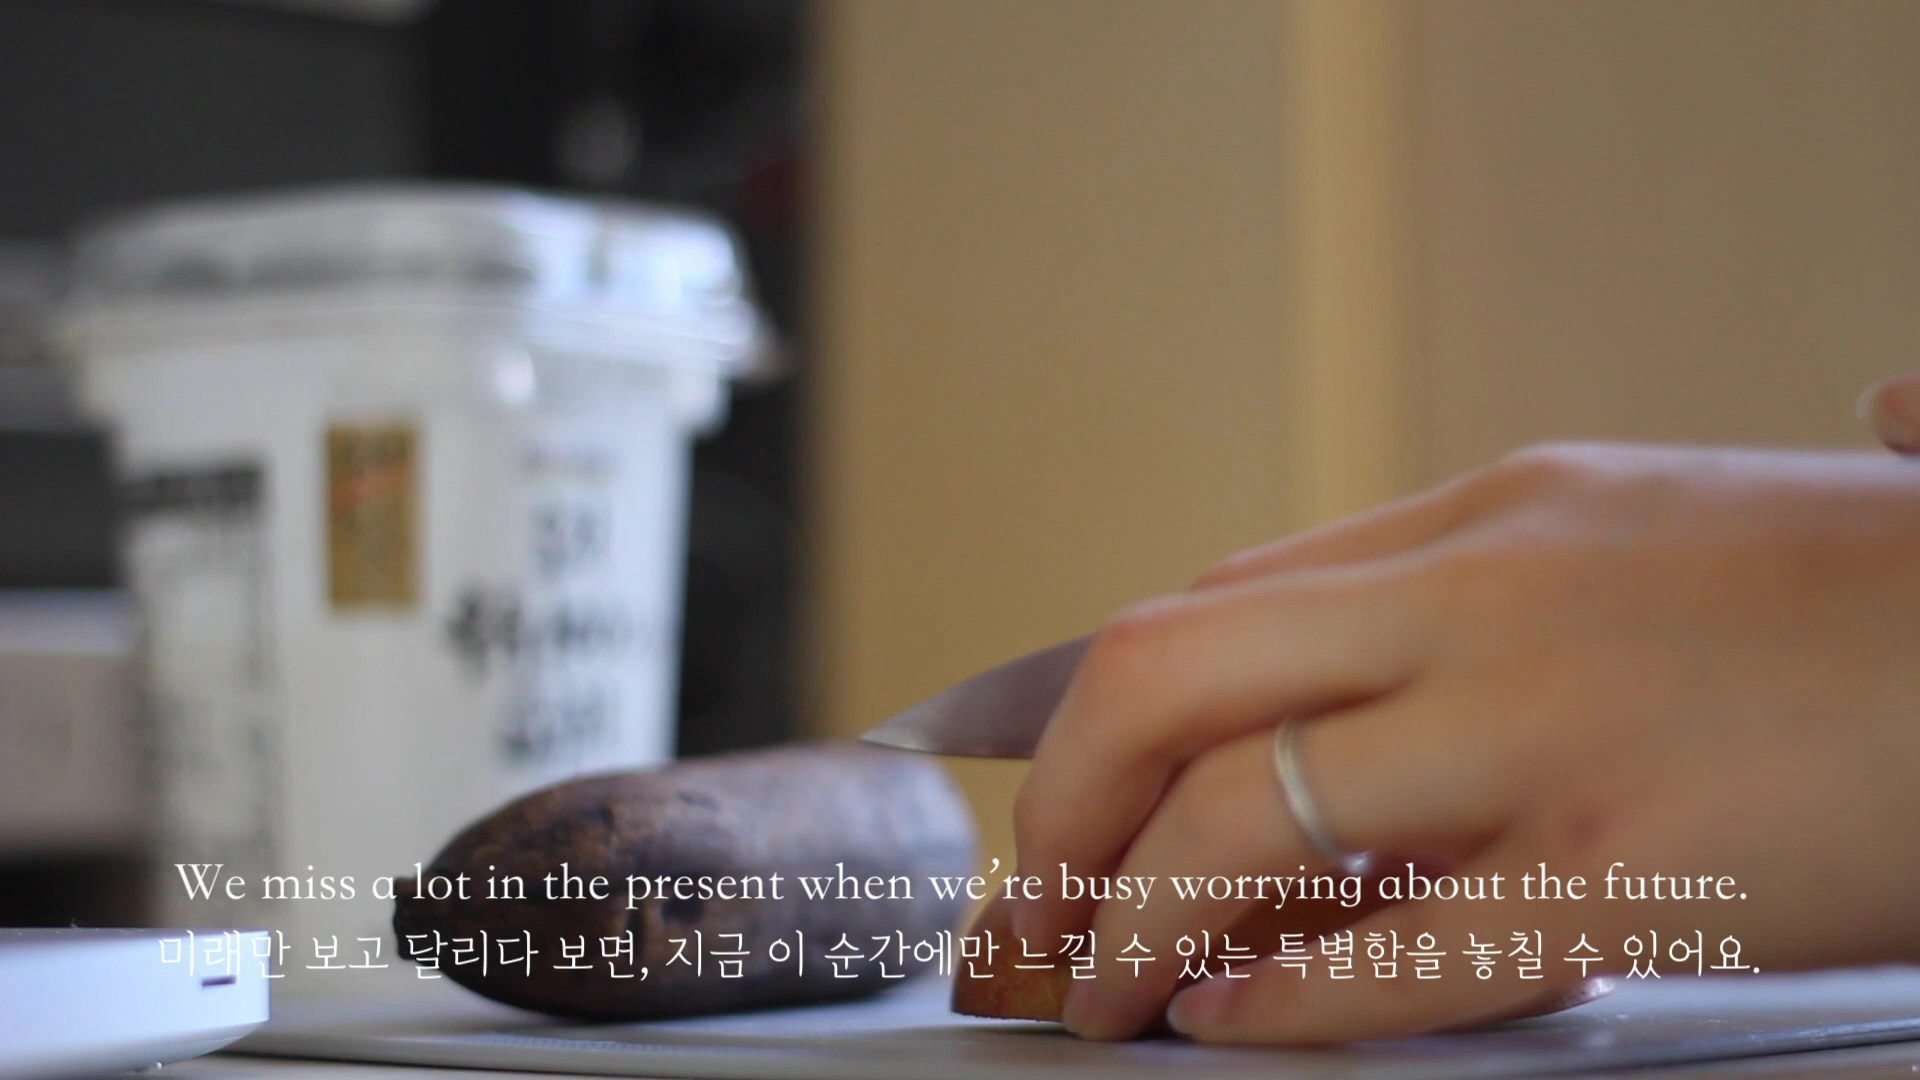 We miss a lot in the present when we’re busy worrying about the future.
미래만 보고 달리다 보면, 지금 이 순간에만 느낄 수 있는 특별함을 놓칠 수 있어요.